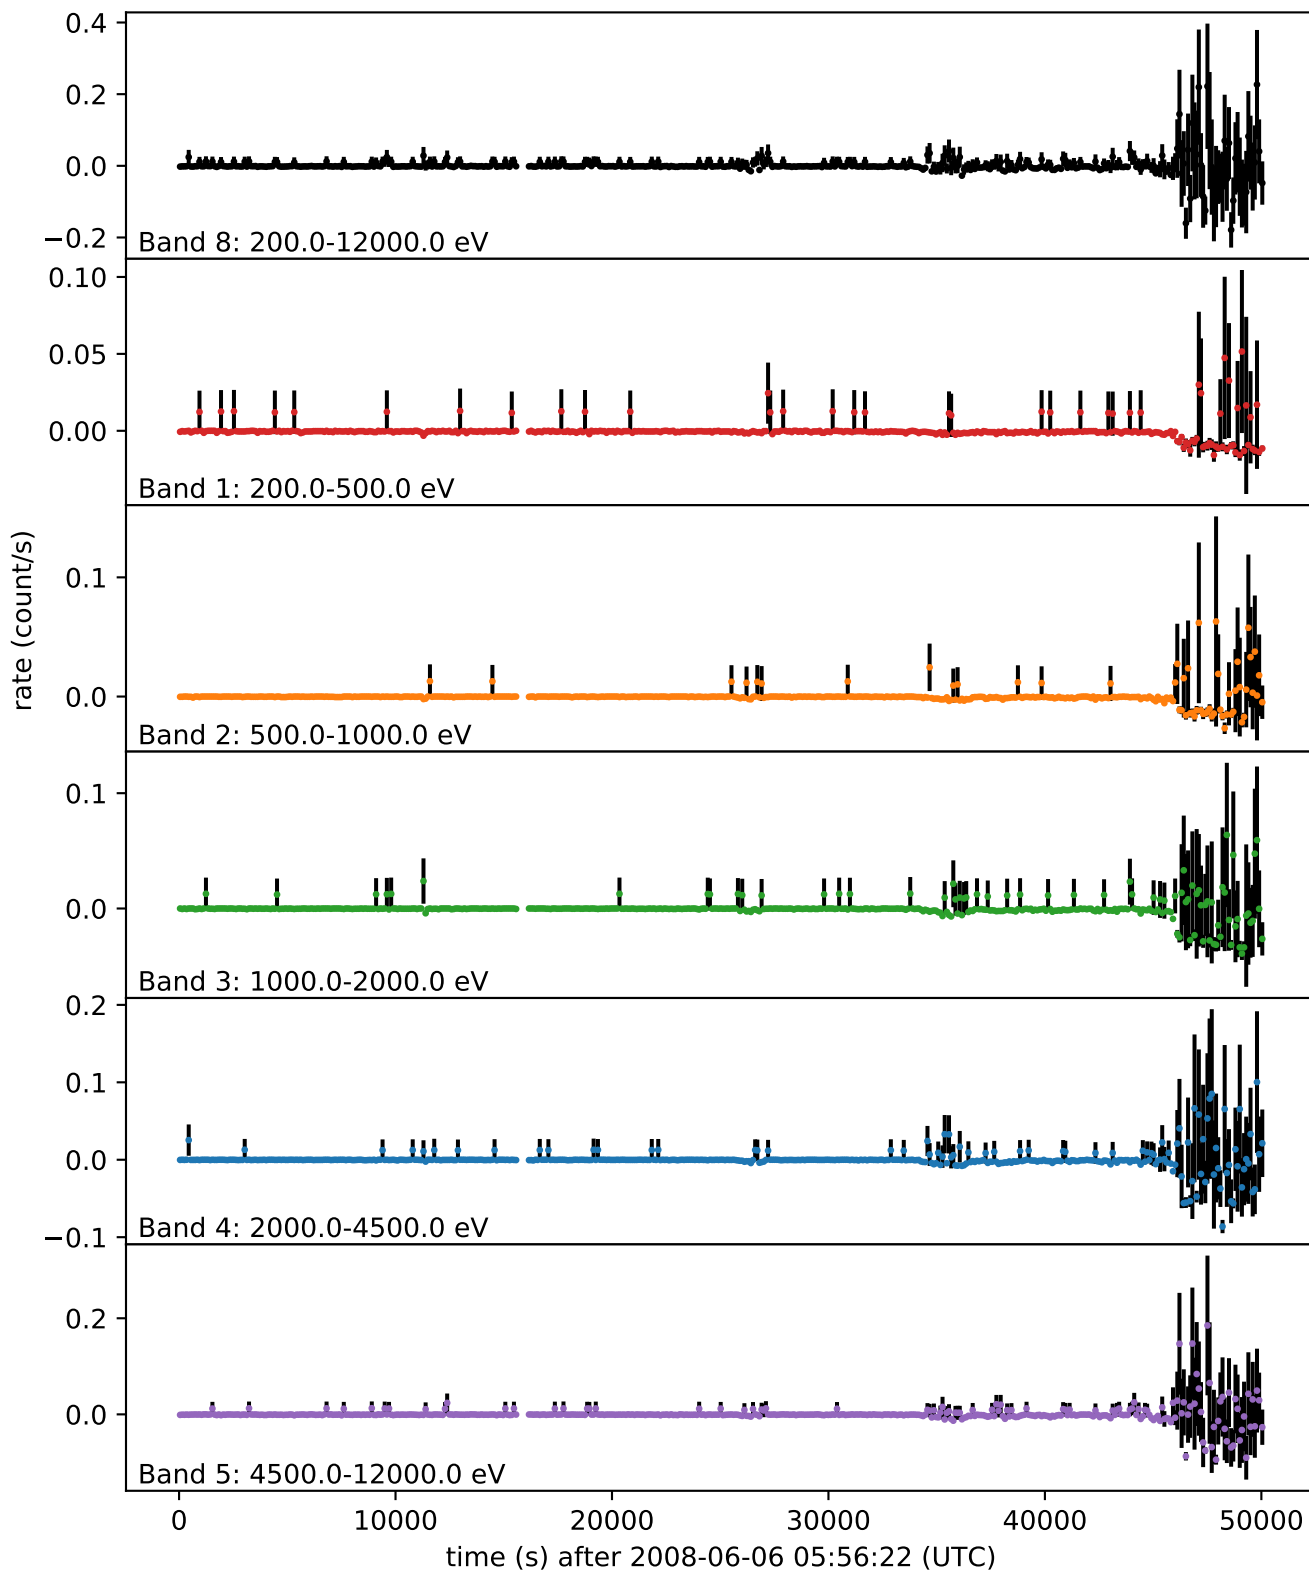 0.4
0.2
0.0
−0.2
Band 8: 200.0-12000.0 eV
0.10
0.05
0.00
Band 1: 200.0-500.0 eV
rate (count/s)
0.1
0.0
Band 2: 500.0-1000.0 eV
0.1
0.0
Band 3: 1000.0-2000.0 eV
0.2
0.1
0.0
−0.1
Band 4: 2000.0-4500.0 eV
0.2
0.0
Band 5: 4500.0-12000.0 eV
0 10000 20000 30000 40000 50000
time (s) after 2008-06-06 05:56:22 (UTC)